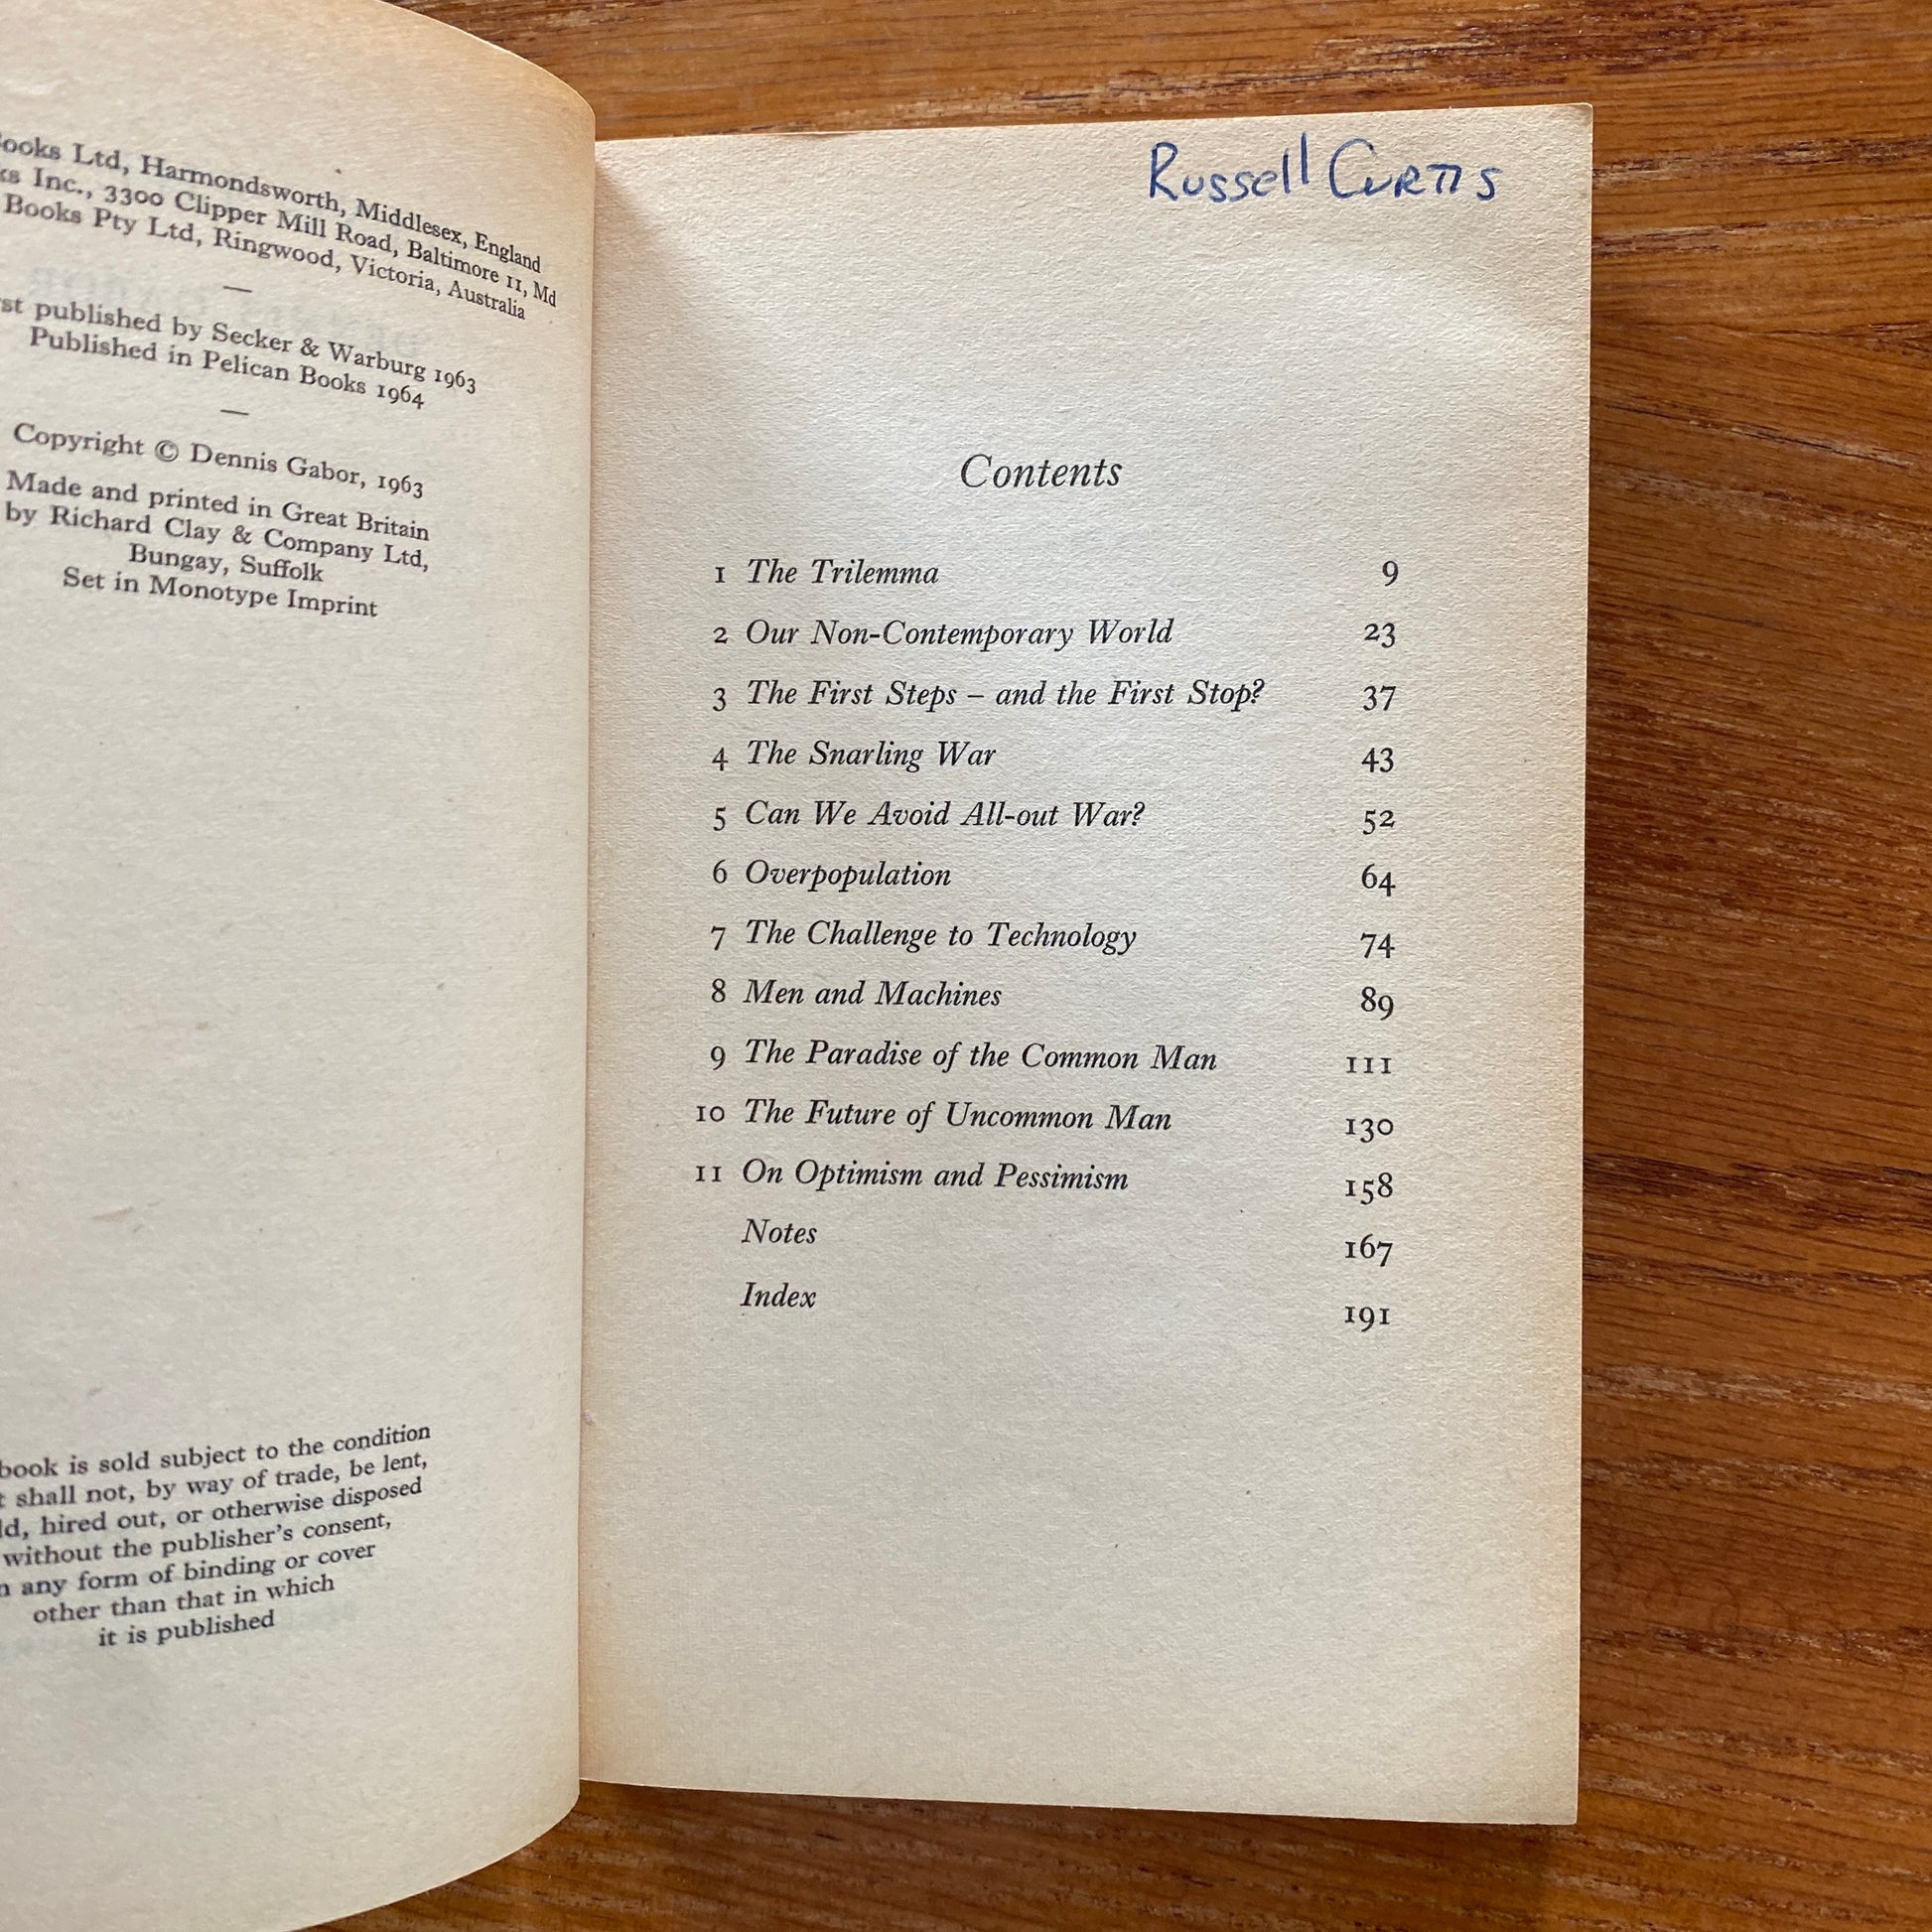 Books Ltd, Harmondsworth, Middlesex, England
Inc., 3300 Clipper Mill Road, Baltimore 11, Md
Books Pty Ltd, Ringwood, Victoria, Australia
—
published by Secker & Warburg 1963
Published in Pelican Books 1964
—
Copyright © Dennis Gabor, 1963
Made and printed in Great Britain
by Richard Clay & Company Ltd,
Bungay, Suffolk
Set in Monotype Imprint
book is sold subject to the condition
shall not, by way of trade, be lent,
hired out, or otherwise disposed
without the publisher's consent,
any form of binding or cover
other than that in which
it is published
Russell Curtis
Contents
1 The Trilemma 9
2 Our Non-Contemporary World 23
3 The First Steps – and the First Stop? 37
4 The Snarling War 43
5 Can We Avoid All-out War? 52
6 Overpopulation 64
7 The Challenge to Technology 74
8 Men and Machines 89
9 The Paradise of the Common Man 111
10 The Future of Uncommon Man 130
11 On Optimism and Pessimism 158
Notes 167
Index 191